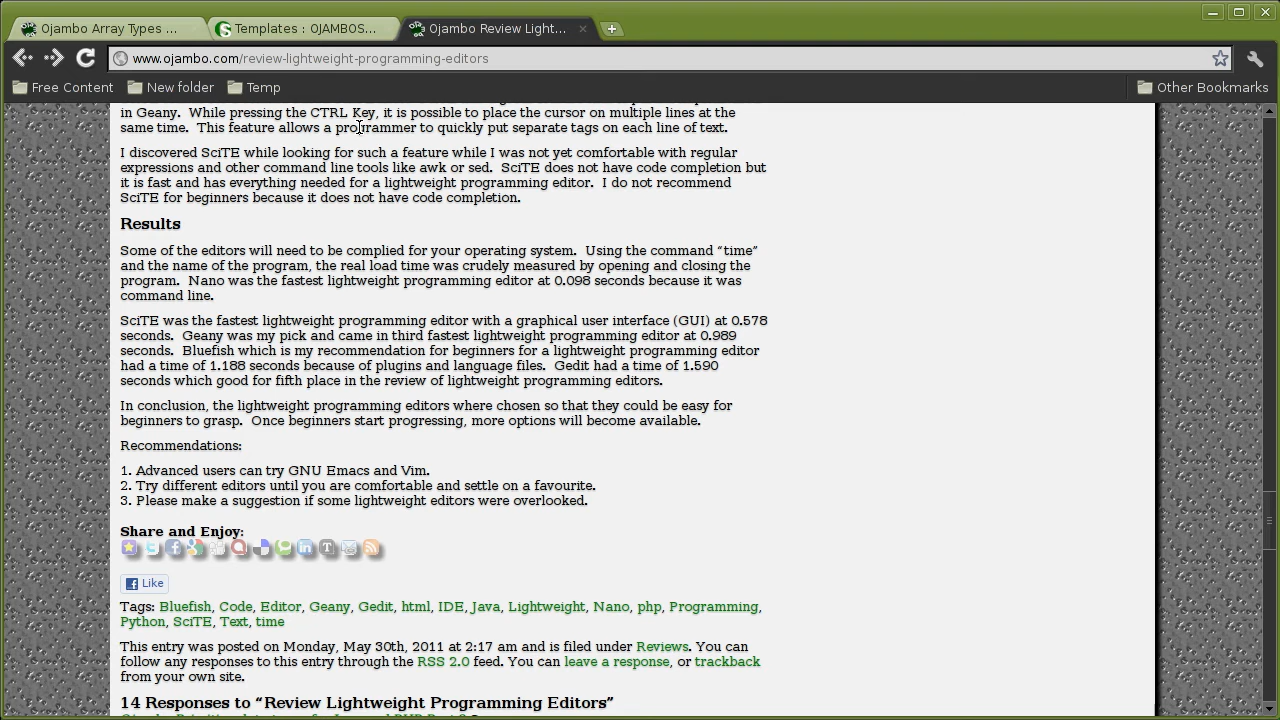 Ojambo Array Types ...
Templates : OJAMBOS...
Ojambo Review Light...
www.ojambo.com/review-lightweight-programming-editors
Free Content
New folder
Temp
Other Bookmarks
in Geany.  While pressing the CTRL Key, it is possible to place the cursor on multiple lines at the
same time.  This feature allows a programmer to quickly put separate tags on each line of text.
I discovered SciTE while looking for such a feature while I was not yet comfortable with regular
expressions and other command line tools like awk or sed.  SciTE does not have code completion but
it is fast and has everything needed for a lightweight programming editor.  I do not recommend
SciTE for beginners because it does not have code completion.
Results
Some of the editors will need to be complied for your operating system.  Using the command “time”
and the name of the program, the real load time was crudely measured by opening and closing the
program.  Nano was the fastest lightweight programming editor at 0.098 seconds because it was
command line.
SciTE was the fastest lightweight programming editor with a graphical user interface (GUI) at 0.578
seconds.  Geany was my pick and came in third fastest lightweight programming editor at 0.989
seconds.  Bluefish which is my recommendation for beginners for a lightweight programming editor
had a time of 1.188 seconds because of plugins and language files.  Gedit had a time of 1.590
seconds which good for fifth place in the review of lightweight programming editors.
In conclusion, the lightweight programming editors where chosen so that they could be easy for
beginners to grasp.  Once beginners start progressing, more options will become available.
Recommendations:
1. Advanced users can try GNU Emacs and Vim.
2. Try different editors until you are comfortable and settle on a favourite.
3. Please make a suggestion if some lightweight editors were overlooked.
Share and Enjoy:
Like
Tags: Bluefish, Code, Editor, Geany, Gedit, html, IDE, Java, Lightweight, Nano, php, Programming,
Python, SciTE, Text, time
This entry was posted on Monday, May 30th, 2011 at 2:17 am and is filed under Reviews. You can
follow any responses to this entry through the RSS 2.0 feed. You can leave a response, or trackback
from your own site.
14 Responses to “Review Lightweight Programming Editors”